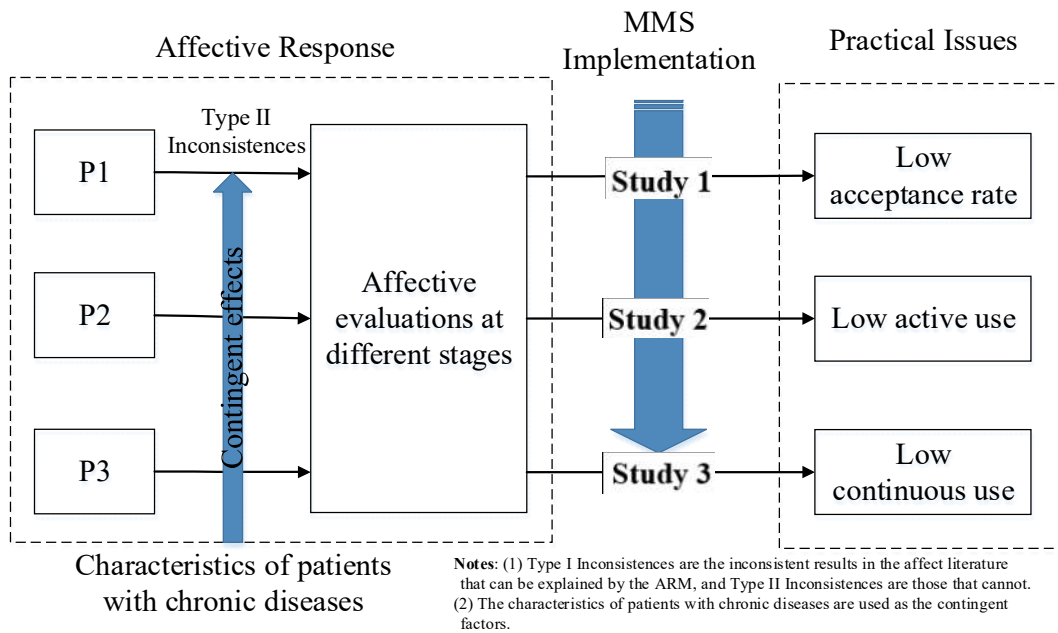 Affective Response
MMS
Implementation
Practical Issues
Type II
Inconsistences
P1
P2
P3
Contingent effects
Affective
evaluations at
different stages
Study 1
Study 2
Study 3
Low
acceptance rate
Low active use
Low
continuous use
Characteristics of patients
with chronic diseases
Notes: (1) Type I Inconsistences are the inconsistent results in the affect literature
that can be explained by the ARM, and Type II Inconsistences are those that cannot.
(2) The characteristics of patients with chronic diseases are used as the contingent
factors.